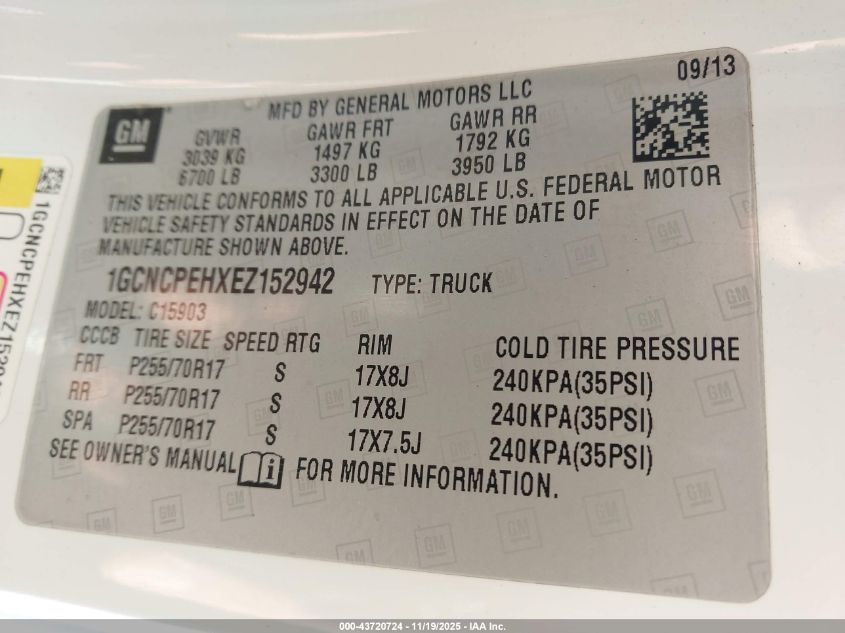 09/13
GM
MFD BY GENERAL MOTORS LLC
GVWR GAWR FRT GAWR RR
3039 KG 1497 KG 1792 KG
6700 LB 3300 LB 3950 LB
THIS VEHICLE CONFORMS TO ALL APPLICABLE U.S. FEDERAL MOTOR
VEHICLE SAFETY STANDARDS IN EFFECT ON THE DATE OF
MANUFACTURE SHOWN ABOVE.
1GCNCPEHXEZ152942 TYPE: TRUCK
MODEL: C15903
CCCB TIRE SIZE SPEED RTG RIM COLD TIRE PRESSURE
FRT P255/70R17 S 17X8J 240KPA(35PSI)
RR P255/70R17 S 17X8J 240KPA(35PSI)
SPA P255/70R17 S 17X7.5J 240KPA(35PSI)
SEE OWNER'S MANUAL FOR MORE INFORMATION.
000-43720724 - 11/19/2025 - IAA Inc.